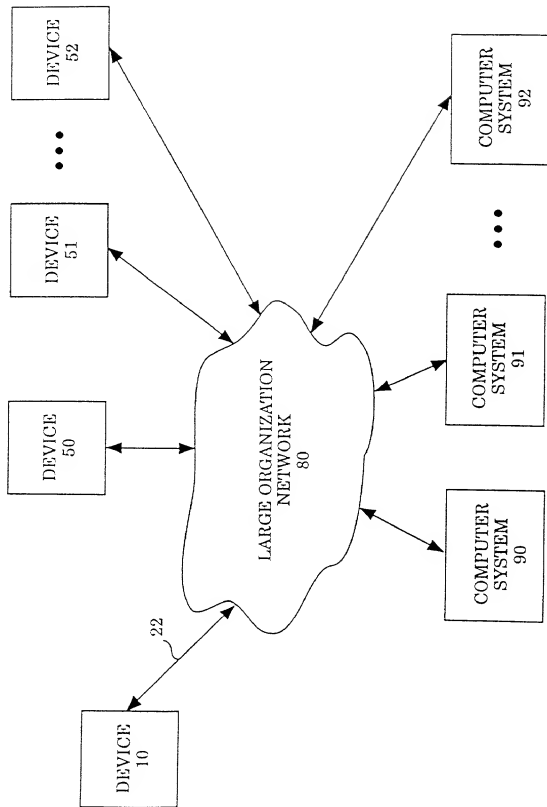 DEVICE
10
22
DEVICE
50
DEVICE
51
DEVICE
52
LARGE ORGANIZATION
NETWORK
80
COMPUTER
SYSTEM
90
COMPUTER
SYSTEM
91
COMPUTER
SYSTEM
92